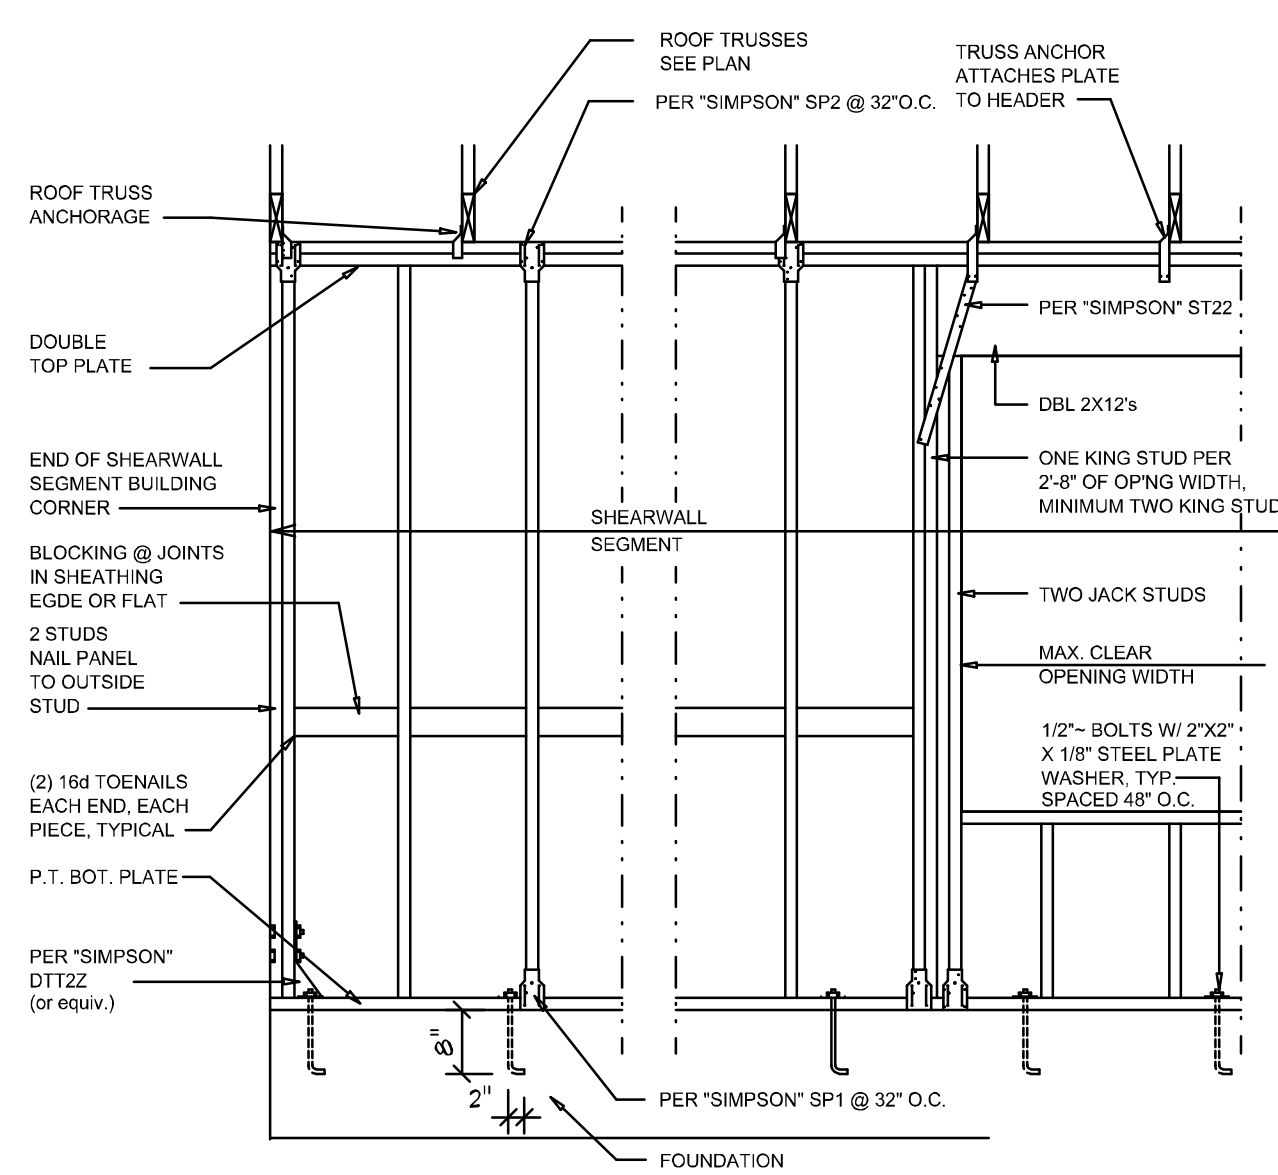 ROOF TRUSSES
SEE PLAN
PER "SIMPSON" SP2 @ 32"O.C.
TRUSS ANCHOR
ATTACHES PLATE
TO HEADER
ROOF TRUSS
ANCHORAGE
DOUBLE
TOP PLATE
END OF SHEARWALL
SEGMENT BUILDING
CORNER
BLOCKING @ JOINTS
IN SHEATHING
EGDE OR FLAT
2 STUDS
NAIL PANEL
TO OUTSIDE
STUD
(2) 16d TOENAILS
EACH END, EACH
PIECE, TYPICAL
P.T. BOT. PLATE
PER "SIMPSON"
DTT2Z
(or equiv.)
SHEARWALL
SEGMENT
PER "SIMPSON" ST22
DBL 2X12's
ONE KING STUD PER
2'-8" OF OP'NG WIDTH,
MINIMUM TWO KING STUD
TWO JACK STUDS
MAX. CLEAR
OPENING WIDTH
1/2"~ BOLTS W/ 2"X2"
X 1/8" STEEL PLATE
WASHER, TYP.
SPACED 48" O.C.
8"
2"
PER "SIMPSON" SP1 @ 32" O.C.
FOUNDATION